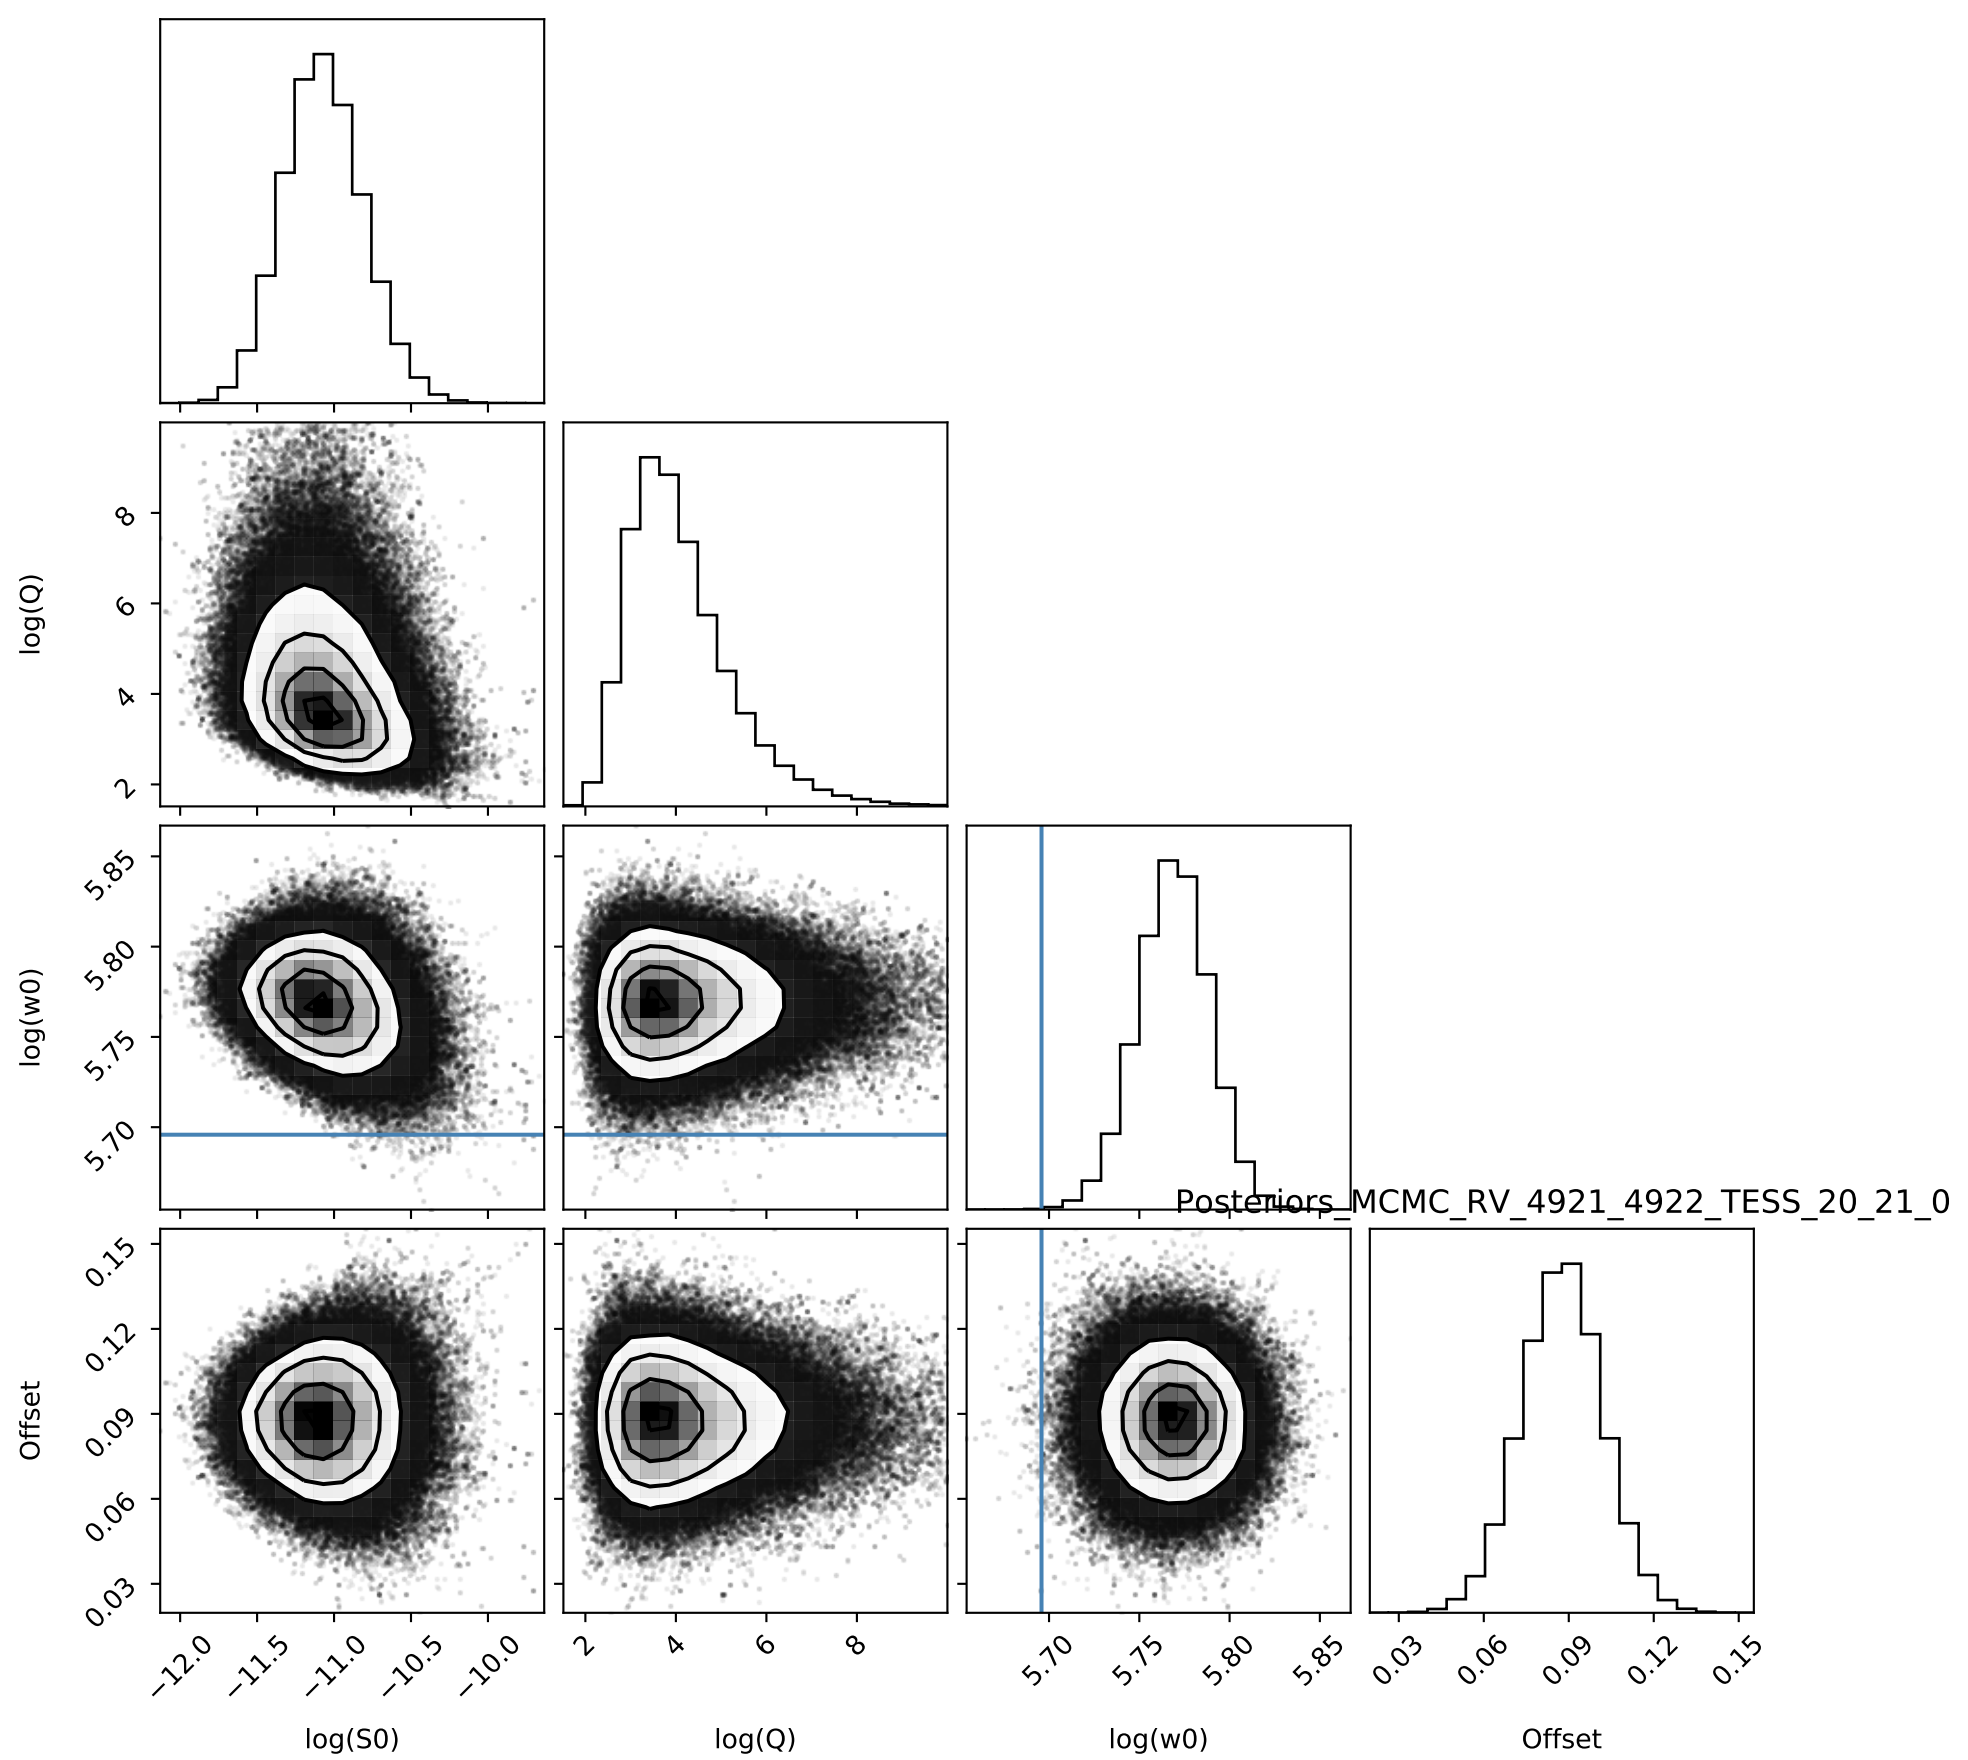 log(Q)
8
6
4
2
log(w0)
5.85
5.80
5.75
5.70
Posteriors_MCMC_RV_4921_4922_TESS_20_21_0
Offset
0.15
0.12
0.09
0.06
0.03
−12.0 −11.5 −11.0 −10.5 −10.0
2 4 6 8
5.70 5.75 5.80 5.85
0.03 0.06 0.09 0.12 0.15
log(S0) log(Q) log(w0) Offset